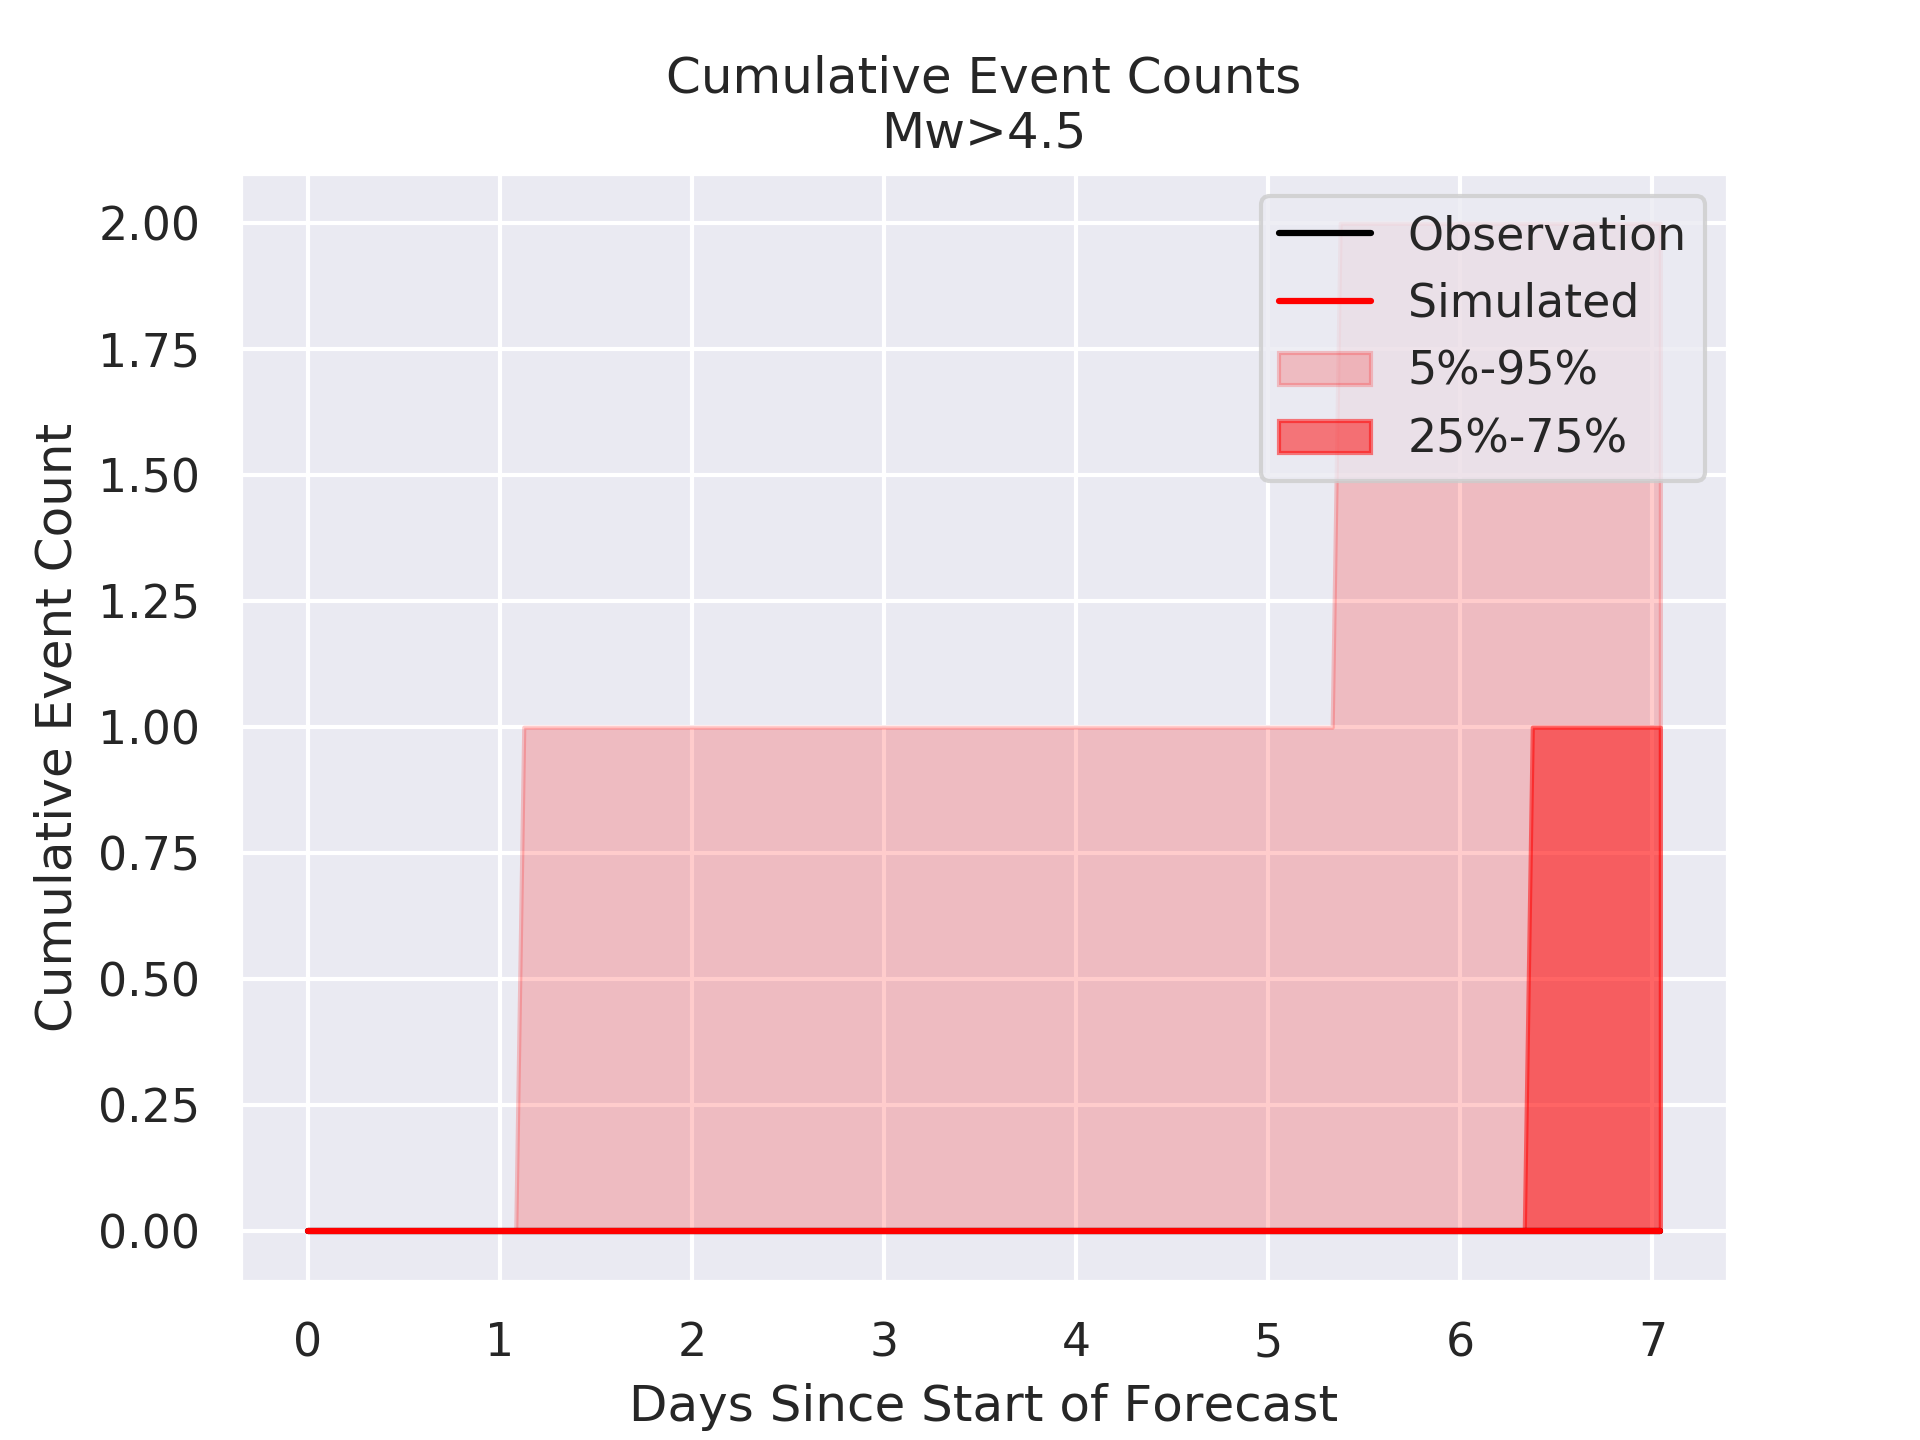 Cumulative Event Counts
Mw>4.5
Cumulative Event Count
2.00
1.75
1.50
1.25
1.00
0.75
0.50
0.25
0.00
Observation
Simulated
5%-95%
25%-75%
0 1 2 3 4 5 6 7
Days Since Start of Forecast